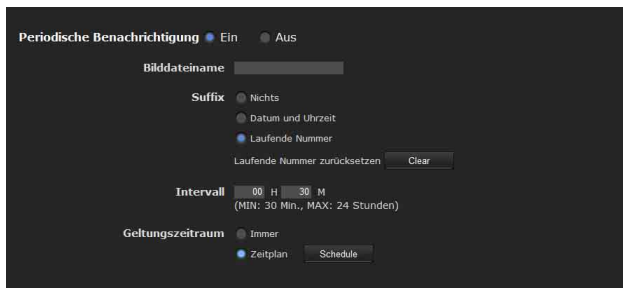 Periodische Benachrichtigung Ein Aus
Bilddateiname
Suffix Nichts
Datum und Uhrzeit
Laufende Nummer
Laufende Nummer zurücksetzen Clear
Intervall 00 H 30 M
(MIN: 30 Min., MAX: 24 Stunden)
Geltungszeitraum Immer
Zeitplan Schedule